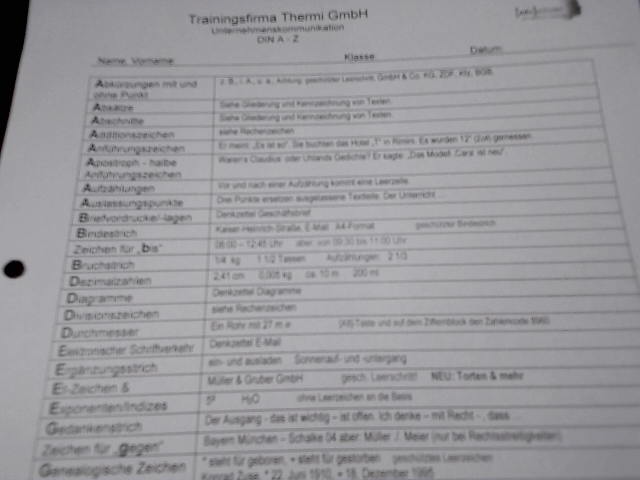 Trainingsfirma Thermi GmbH
Unternehmenskommunikation
DIN A - Z
Name, Vorname Klasse Datum
Abkürzungen mit und ohne Punkt z. B., i. A., u. a., Achtung: geschützter Leerschritt, GmbH & Co. KG, ZDF, Kfz, BGB
Absätze Siehe Gliederung und Kennzeichnung von Texten.
Abschnitte Siehe Gliederung und Kennzeichnung von Texten.
Additionszeichen siehe Rechenzeichen
Anführungszeichen Er meint: „Es ist so“. Sie buchten das Hotel „T“ in Rimini. Es wurden 12" (Zoll) gemessen.
Apostroph - halbe Anführungszeichen Waren's Claudius' oder Uhlands Gedichte? Er sagte: „Das Modell ‚Cara' ist neu“.
Aufzählungen Vor und nach einer Aufzählung kommt eine Leerzeile.
Auslassungspunkte Drei Punkte ersetzen ausgelassene Textteile. Der Unterricht ...
Briefvordrucke/-lagen Denkzettel Geschäftsbrief
Bindestrich Kaiser-Heinrich-Straße, E-Mail A4-Format geschützter Bindestrich
Zeichen für „bis“ 08:00 – 12:45 Uhr aber: von 09:30 bis 11:00 Uhr
Bruchstrich 1/4 kg 1 1/2 Tassen Aufzählungen: 2 1/3
Dezimalzahlen 2,41 cm 0,005 kg ca. 10 m 200 ml
Diagramme Denkzettel Diagramme
Divisionszeichen siehe Rechenzeichen
Durchmesser Ein Rohr mit 27 m ø (Alt)-Taste und auf dem Ziffernblock den Zahlencode
Elektronischer Schriftverkehr Denkzettel E-Mail
Ergänzungsstrich ein- und ausladen Sonnenauf- und -untergang
Et-Zeichen & Müller & Gruber GmbH gesch. Leerschritt! NEU: Torten & mehr
Exponenten/Indizes H₂O ohne Leerzeichen an die Basis
Gedankenstrich Der Ausgang - das ist wichtig – ist offen. Ich denke – mit Recht -, dass ...
Zeichen für „gegen“ Bayern München – Schalke 04 aber: Müller ./. Meier (nur bei Rechtsstreitigkeiten)
Genealogische Zeichen * steht für geboren, + steht für gestorben geschütztes Leerzeichen
Konrad Zuse, * 22. Juni 1910, + 18. Dezember 1995